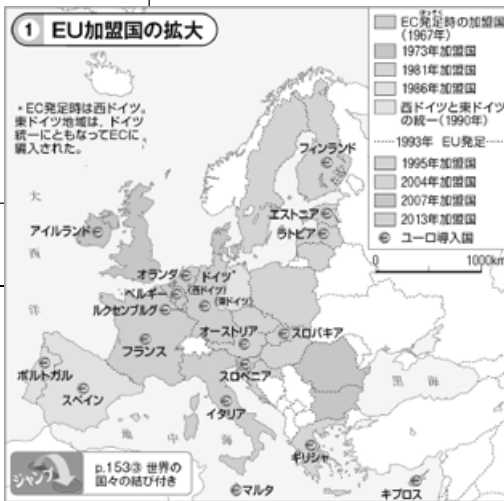 ① EU加盟国の拡大
＊EC発足時は西ドイツ。
東ドイツ地域は，ドイツ
統一にともなってECに
編入された。
EC発足時の加盟国
ほっそく
(1967年)
1973年加盟国
1981年加盟国
1986年加盟国
西ドイツと東ドイツ
の統一(1990年)
1993年 EU発足
1995年加盟国
2004年加盟国
2007年加盟国
2013年加盟国
ユーロ導入国
0 1000km
フィンランド
エストニア
ラトビア
アイルランド
オランダ
ドイツ*
ベルギー
(西ドイツ)
(東ドイツ)
ルクセンブルグ
オーストリア
スロバキア
フランス
スロベニア
ポルトガル
スペイン
イタリア
ギリシャ
マルタ
キプロス
大西洋
地中海
黒海
ジャンプ
p.153③ 世界の
国々の結び付き